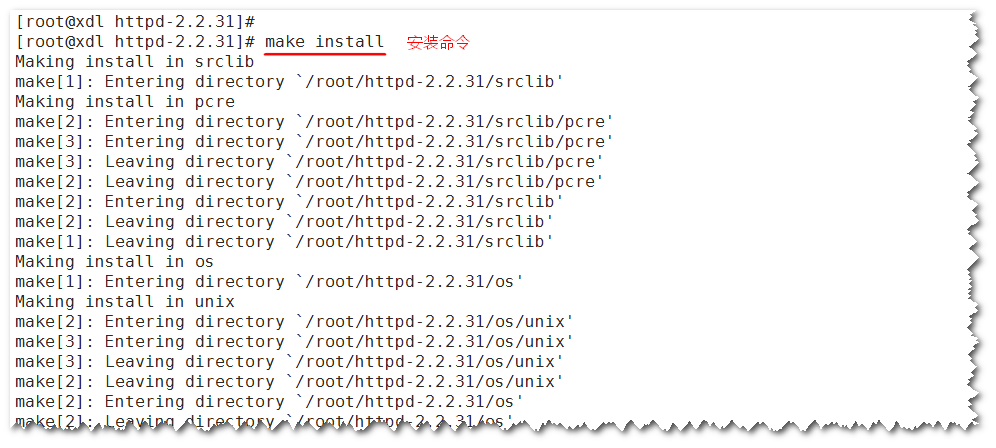 [root@xdl httpd-2.2.31]#
[root@xdl httpd-2.2.31]# make install 安装命令
Making install in srclib
make[1]: Entering directory `/root/httpd-2.2.31/srclib'
Making install in pcre
make[2]: Entering directory `/root/httpd-2.2.31/srclib/pcre'
make[3]: Entering directory `/root/httpd-2.2.31/srclib/pcre'
make[3]: Leaving directory `/root/httpd-2.2.31/srclib/pcre'
make[2]: Leaving directory `/root/httpd-2.2.31/srclib/pcre'
make[2]: Entering directory `/root/httpd-2.2.31/srclib'
make[2]: Leaving directory `/root/httpd-2.2.31/srclib'
make[1]: Leaving directory `/root/httpd-2.2.31/srclib'
Making install in os
make[1]: Entering directory `/root/httpd-2.2.31/os'
Making install in unix
make[2]: Entering directory `/root/httpd-2.2.31/os/unix'
make[3]: Entering directory `/root/httpd-2.2.31/os/unix'
make[3]: Leaving directory `/root/httpd-2.2.31/os/unix'
make[2]: Leaving directory `/root/httpd-2.2.31/os/unix'
make[2]: Entering directory `/root/httpd-2.2.31/os'
make[2]: Leaving directory `/root/httpd-2.2.31/os'